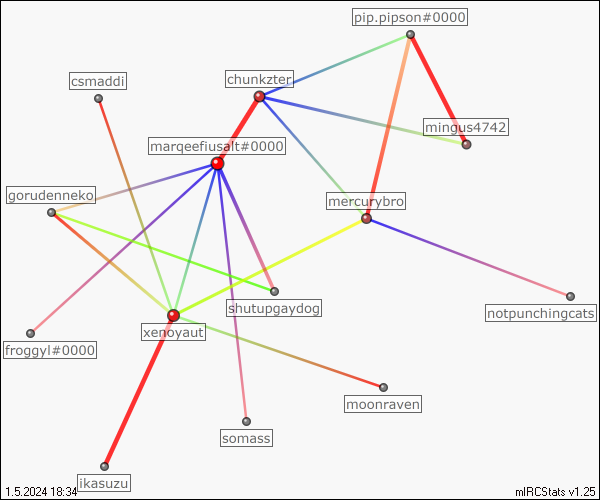 pip.pipson#0000
csmaddi
chunkzter
mingus4742
marqeefiusalt#0000
gorudenneko
mercurybro
shutupgaydog
notpunchingcats
xenoyaut
froggyl#0000
moonraven
somass
ikasuzu
1.5.2024 18:34
mIRCStats v1.25